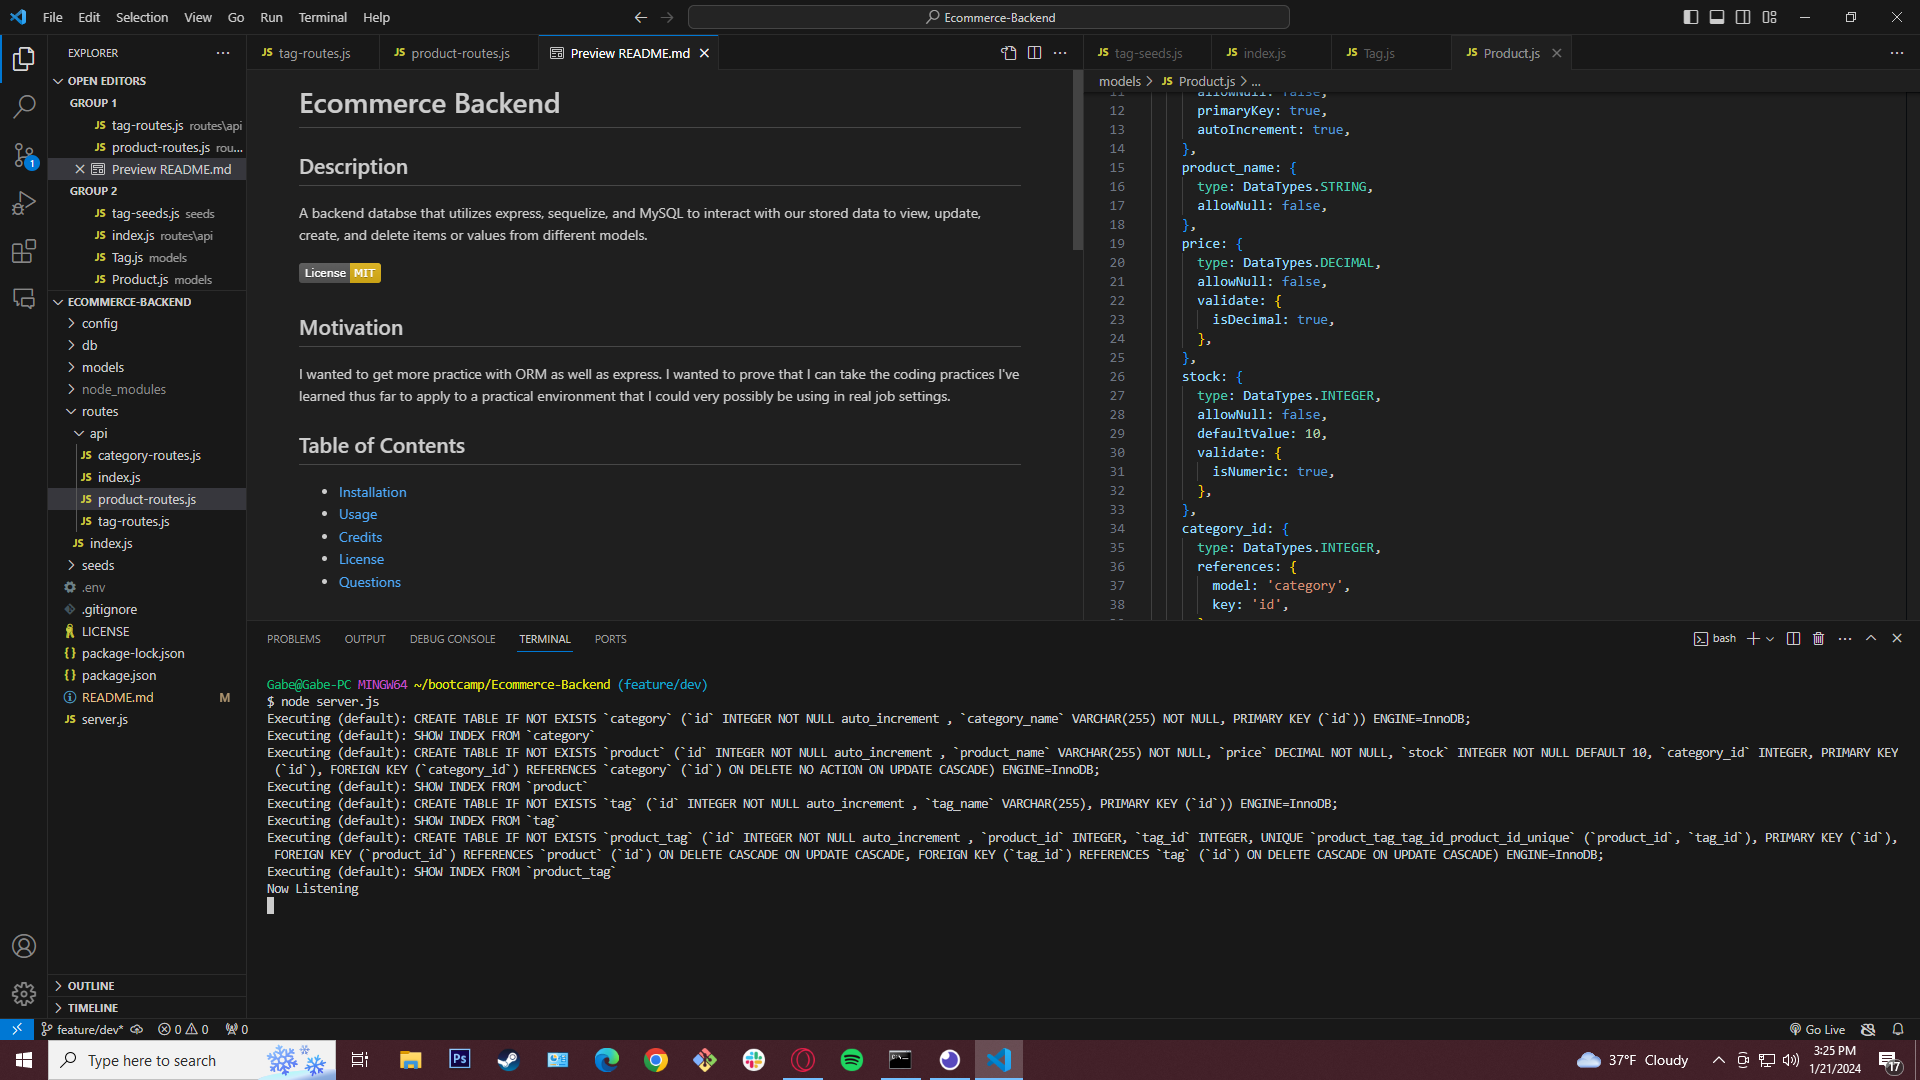 File Edit Selection View Go Run Terminal Help
Ecommerce-Backend
EXPLORER
OPEN EDITORS
GROUP 1
JS tag-routes.js routes\api
JS product-routes.js rou...
Preview README.md
GROUP 2
JS tag-seeds.js seeds
JS index.js routes\api
JS Tag.js models
JS Product.js models
ECOMMERCE-BACKEND
config
db
models
node_modules
routes
api
JS category-routes.js
JS index.js
JS product-routes.js
JS tag-routes.js
JS index.js
seeds
.env
.gitignore
LICENSE
{} package-lock.json
{} package.json
README.md M
JS server.js
OUTLINE
TIMELINE
1
JS tag-routes.js JS product-routes.js Preview README.md
Ecommerce Backend
Description
A backend databse that utilizes express, sequelize, and MySQL to interact with our stored data to view, update,
create, and delete items or values from different models.
License MIT
Motivation
I wanted to get more practice with ORM as well as express. I wanted to prove that I can take the coding practices I've
learned thus far to apply to a practical environment that I could very possibly be using in real job settings.
Table of Contents
• Installation
• Usage
• Credits
• License
• Questions
JS tag-seeds.js JS index.js JS Tag.js JS Product.js
models > JS Product.js > ...
11 allowNull: false,
12 primaryKey: true,
13 autoIncrement: true,
14 },
15 product_name: {
16 type: DataTypes.STRING,
17 allowNull: false,
18 },
19 price: {
20 type: DataTypes.DECIMAL,
21 allowNull: false,
22 validate: {
23 isDecimal: true,
24 },
25 },
26 stock: {
27 type: DataTypes.INTEGER,
28 allowNull: false,
29 defaultValue: 10,
30 validate: {
31 isNumeric: true,
32 },
33 },
34 category_id: {
35 type: DataTypes.INTEGER,
36 references: {
37 model: 'category',
38 key: 'id',
PROBLEMS OUTPUT DEBUG CONSOLE TERMINAL PORTS
bash
Gabe@Gabe-PC MINGW64 ~/bootcamp/Ecommerce-Backend (feature/dev)
$ node server.js
Executing (default): CREATE TABLE IF NOT EXISTS `category` (`id` INTEGER NOT NULL auto_increment , `category_name` VARCHAR(255) NOT NULL, PRIMARY KEY (`id`)) ENGINE=InnoDB;
Executing (default): SHOW INDEX FROM `category`
Executing (default): CREATE TABLE IF NOT EXISTS `product` (`id` INTEGER NOT NULL auto_increment , `product_name` VARCHAR(255) NOT NULL, `price` DECIMAL NOT NULL, `stock` INTEGER NOT NULL DEFAULT 10, `category_id` INTEGER, PRIMARY KEY
(`id`), FOREIGN KEY (`category_id`) REFERENCES `category` (`id`) ON DELETE NO ACTION ON UPDATE CASCADE) ENGINE=InnoDB;
Executing (default): SHOW INDEX FROM `product`
Executing (default): CREATE TABLE IF NOT EXISTS `tag` (`id` INTEGER NOT NULL auto_increment , `tag_name` VARCHAR(255), PRIMARY KEY (`id`)) ENGINE=InnoDB;
Executing (default): SHOW INDEX FROM `tag`
Executing (default): CREATE TABLE IF NOT EXISTS `product_tag` (`id` INTEGER NOT NULL auto_increment , `product_id` INTEGER, `tag_id` INTEGER, UNIQUE `product_tag_tag_id_product_id_unique` (`product_id`, `tag_id`), PRIMARY KEY (`id`),
FOREIGN KEY (`product_id`) REFERENCES `product` (`id`) ON DELETE CASCADE ON UPDATE CASCADE, FOREIGN KEY (`tag_id`) REFERENCES `tag` (`id`) ON DELETE CASCADE ON UPDATE CASCADE) ENGINE=InnoDB;
Executing (default): SHOW INDEX FROM `product_tag`
Now Listening
feature/dev* 0 0 0 Go Live
Type here to search
Ps
37°F Cloudy
3:25 PM
1/21/2024
17